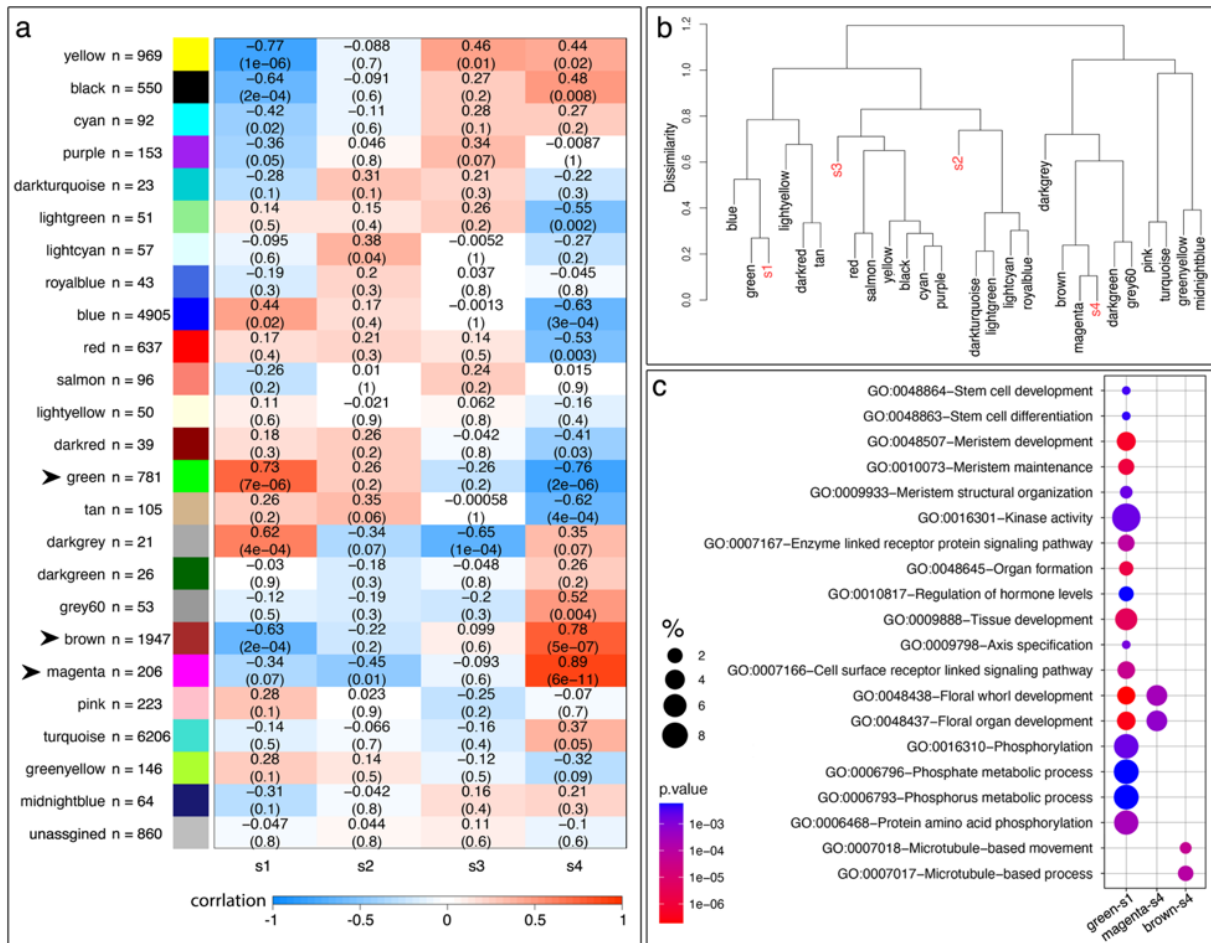 a
yellow n = 969 −0.77 −0.088 0.46 0.44
(1e−06) (0.7) (0.01) (0.02)
black n = 550 −0.64 −0.091 0.27 0.48
(2e−04) (0.6) (0.2) (0.008)
cyan n = 92 −0.42 −0.11 0.28 0.27
(0.02) (0.6) (0.1) (0.2)
purple n = 153 −0.36 0.046 0.34 −0.0087
(0.05) (0.8) (0.07) (1)
darkturquoise n = 23 −0.28 0.31 0.21 −0.22
(0.1) (0.1) (0.3) (0.3)
lightgreen n = 51 0.14 0.15 0.26 −0.55
(0.5) (0.4) (0.2) (0.002)
lightcyan n = 57 −0.095 0.38 −0.0052 −0.27
(0.6) (0.04) (1) (0.2)
royalblue n = 43 −0.19 0.2 0.037 −0.045
(0.3) (0.3) (0.8) (0.8)
blue n = 4905 0.44 0.17 −0.0013 −0.63
(0.02) (0.4) (1) (3e−04)
red n = 637 0.17 0.21 0.14 −0.53
(0.4) (0.3) (0.5) (0.003)
salmon n = 96 −0.26 0.01 0.24 0.015
(0.2) (1) (0.2) (0.9)
lightyellow n = 50 0.11 −0.021 0.062 −0.16
(0.6) (0.9) (0.8) (0.4)
darkred n = 39 0.18 0.26 −0.042 −0.41
(0.3) (0.2) (0.8) (0.03)
green n = 781 0.73 0.26 −0.26 −0.76
(7e−06) (0.2) (0.2) (2e−06)
tan n = 105 0.26 0.35 −0.00058 −0.62
(0.2) (0.06) (1) (4e−04)
darkgrey n = 21 0.62 −0.34 −0.65 0.35
(4e−04) (0.07) (1e−04) (0.07)
darkgreen n = 26 −0.03 −0.18 −0.048 0.26
(0.9) (0.3) (0.8) (0.2)
grey60 n = 53 −0.12 −0.19 −0.2 0.52
(0.5) (0.3) (0.3) (0.004)
brown n = 1947 −0.63 −0.22 0.099 0.78
(2e−04) (0.2) (0.6) (5e−07)
magenta n = 206 −0.34 −0.45 −0.093 0.89
(0.07) (0.01) (0.6) (6e−11)
pink n = 223 0.28 0.023 −0.25 −0.07
(0.1) (0.9) (0.2) (0.7)
turquoise n = 6206 −0.14 −0.066 −0.16 0.37
(0.5) (0.7) (0.4) (0.05)
greenyellow n = 146 0.28 0.14 −0.12 −0.32
(0.1) (0.5) (0.5) (0.09)
midnightblue n = 64 −0.31 −0.042 0.16 0.21
(0.1) (0.8) (0.4) (0.3)
unassgined n = 860 −0.047 0.044 0.11 −0.1
(0.8) (0.8) (0.6) (0.6)
s1 s2 s3 s4
corrlation
-1 -0.5 0 0.5 1
b
Dissimilarity
0.0 0.2 0.4 0.6 0.8 1.0 1.2
blue
green
s1
lightyellow
darkred
tan
s3
red
salmon
yellow
black
cyan
purple
s2
darkturquoise
lightgreen
lightcyan
royalblue
darkgrey
brown
magenta
s4
darkgreen
grey60
pink
turquoise
greenyellow
midnightblue
c
GO:0048864−Stem cell development
GO:0048863−Stem cell differentiation
GO:0048507−Meristem development
GO:0010073−Meristem maintenance
GO:0009933−Meristem structural organization
GO:0016301−Kinase activity
GO:0007167−Enzyme linked receptor protein signaling pathway
GO:0048645−Organ formation
GO:0010817−Regulation of hormone levels
GO:0009888−Tissue development
GO:0009798−Axis specification
GO:0007166−Cell surface receptor linked signaling pathway
GO:0048438−Floral whorl development
GO:0048437−Floral organ development
GO:0016310−Phosphorylation
GO:0006796−Phosphate metabolic process
GO:0006793−Phosphorus metabolic process
GO:0006468−Protein amino acid phosphorylation
GO:0007018−Microtubule−based movement
GO:0007017−Microtubule−based process
green-s1
magenta-s4
brown-s4
%
2
4
6
8
p.value
1e−03
1e−04
1e−05
1e−06